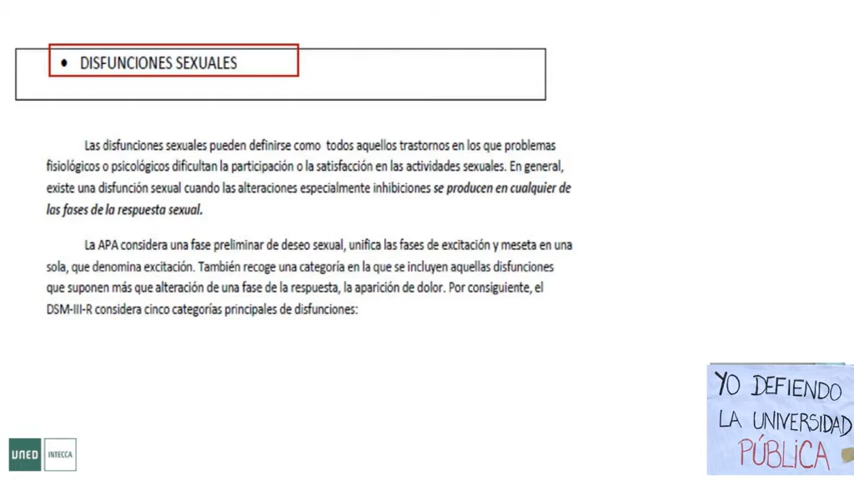 • DISFUNCIONES SEXUALES
Las disfunciones sexuales pueden definirse como todos aquellos trastornos en los que problemas
fisiológicos o psicológicos dificultan la participación o la satisfacción en las actividades sexuales. En general,
existe una disfunción sexual cuando las alteraciones especialmente inhibiciones se producen en cualquier de
las fases de la respuesta sexual.
La APA considera una fase preliminar de deseo sexual, unifica las fases de excitación y meseta en una
sola, que denomina excitación. También recoge una categoría en la que se incluyen aquellas disfunciones
que suponen más que alteración de una fase de la respuesta, la aparición de dolor. Por consiguiente, el
DSM-III-R considera cinco categorías principales de disfunciones:
YO DEFIENDO
LA UNIVERSIDAD
PÚBLICA
UNED INTECCA